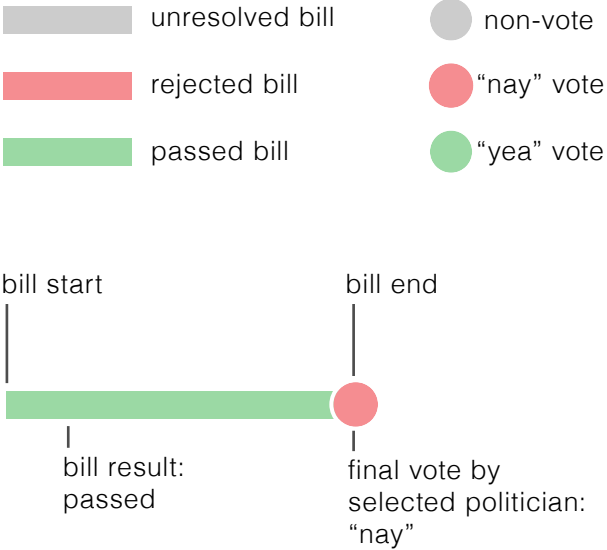 unresolved bill
non-vote
rejected bill
“nay” vote
passed bill
“yea” vote
bill start
bill end
bill result:
passed
final vote by
selected politician:
“nay”